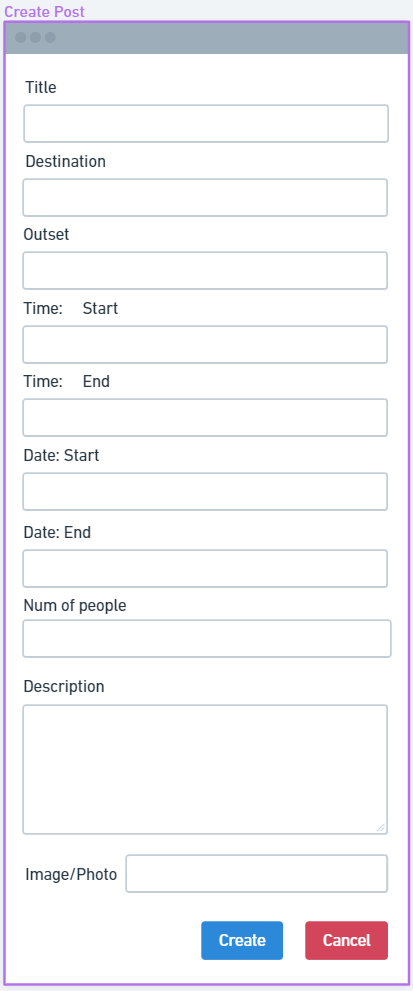 Create Post
Title
Destination
Outset
Time: Start
Time: End
Date: Start
Date: End
Num of people
Description
Image/Photo
Create Cancel